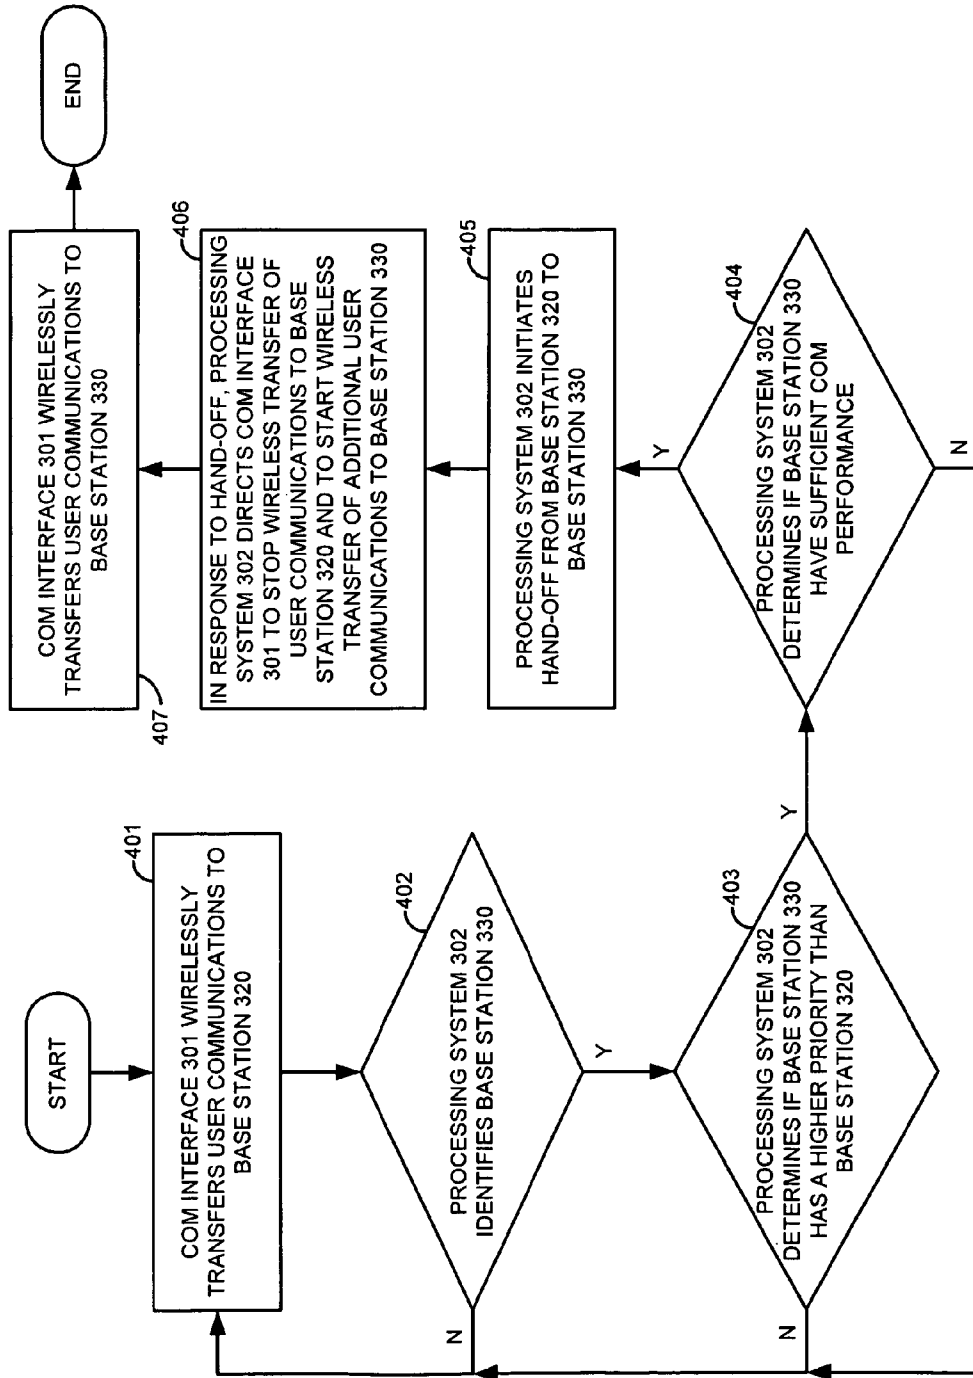 START
401
COM INTERFACE 301 WIRELESSLY
TRANSFERS USER COMMUNICATIONS TO
BASE STATION 320
402
PROCESSING SYSTEM 302
IDENTIFIES BASE STATION 330
N
Y
403
PROCESSING SYSTEM 302
DETERMINES IF BASE STATION 330
HAS A HIGHER PRIORITY THAN
BASE STATION 320
N
Y
404
PROCESSING SYSTEM 302
DETERMINES IF BASE STATION 330
HAVE SUFFICIENT COM
PERFORMANCE
Y
N
405
PROCESSING SYSTEM 302 INITIATES
HAND-OFF FROM BASE STATION 320 TO
BASE STATION 330
406
IN RESPONSE TO HAND-OFF, PROCESSING
SYSTEM 302 DIRECTS COM INTERFACE
301 TO STOP WIRELESS TRANSFER OF
USER COMMUNICATIONS TO BASE
STATION 320 AND TO START WIRELESS
TRANSFER OF ADDITIONAL USER
COMMUNICATIONS TO BASE STATION 330
407
COM INTERFACE 301 WIRELESSLY
TRANSFERS USER COMMUNICATIONS TO
BASE STATION 330
END